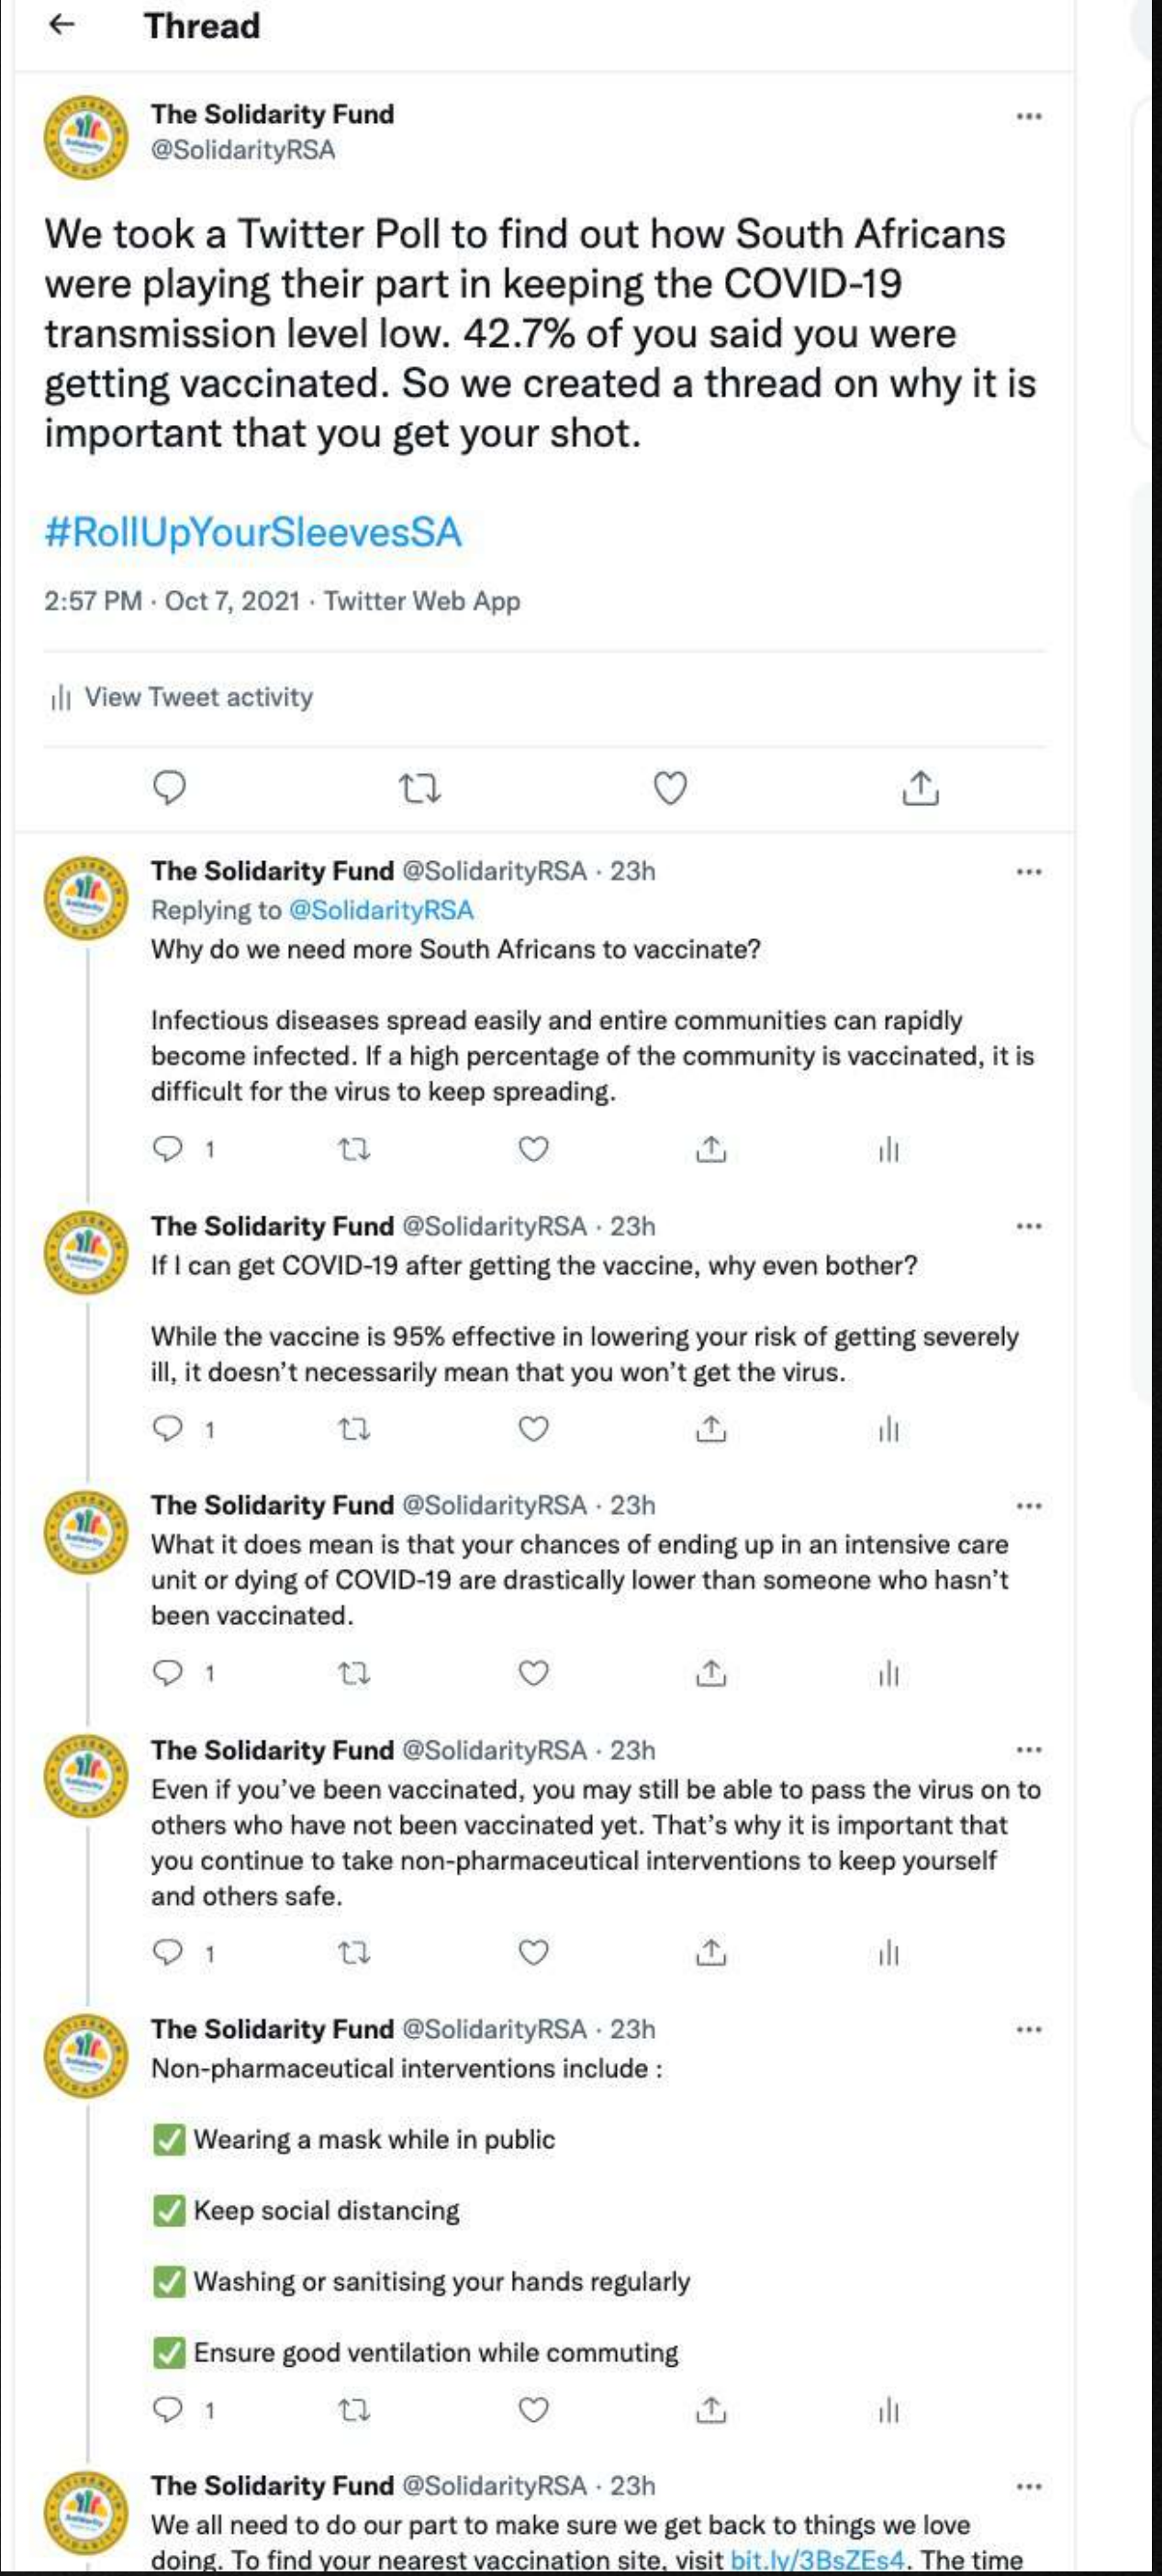 Thread
The Solidarity Fund
@SolidarityRSA
We took a Twitter Poll to find out how South Africans
were playing their part in keeping the COVID-19
transmission level low. 42.7% of you said you were
getting vaccinated. So we created a thread on why it is
important that you get your shot.
#RollUpYourSleevesSA
2:57 PM · Oct 7, 2021 · Twitter Web App
View Tweet activity
The Solidarity Fund @SolidarityRSA · 23h
Replying to @SolidarityRSA
Why do we need more South Africans to vaccinate?
Infectious diseases spread easily and entire communities can rapidly
become infected. If a high percentage of the community is vaccinated, it is
difficult for the virus to keep spreading.
1
The Solidarity Fund @SolidarityRSA · 23h
If I can get COVID-19 after getting the vaccine, why even bother?
While the vaccine is 95% effective in lowering your risk of getting severely
ill, it doesn’t necessarily mean that you won’t get the virus.
1
The Solidarity Fund @SolidarityRSA · 23h
What it does mean is that your chances of ending up in an intensive care
unit or dying of COVID-19 are drastically lower than someone who hasn’t
been vaccinated.
1
The Solidarity Fund @SolidarityRSA · 23h
Even if you’ve been vaccinated, you may still be able to pass the virus on to
others who have not been vaccinated yet. That’s why it is important that
you continue to take non-pharmaceutical interventions to keep yourself
and others safe.
1
The Solidarity Fund @SolidarityRSA · 23h
Non-pharmaceutical interventions include :
✅ Wearing a mask while in public
✅ Keep social distancing
✅ Washing or sanitising your hands regularly
✅ Ensure good ventilation while commuting
1
The Solidarity Fund @SolidarityRSA · 23h
We all need to do our part to make sure we get back to things we love
doing. To find your nearest vaccination site, visit bit.ly/3BsZEs4. The time